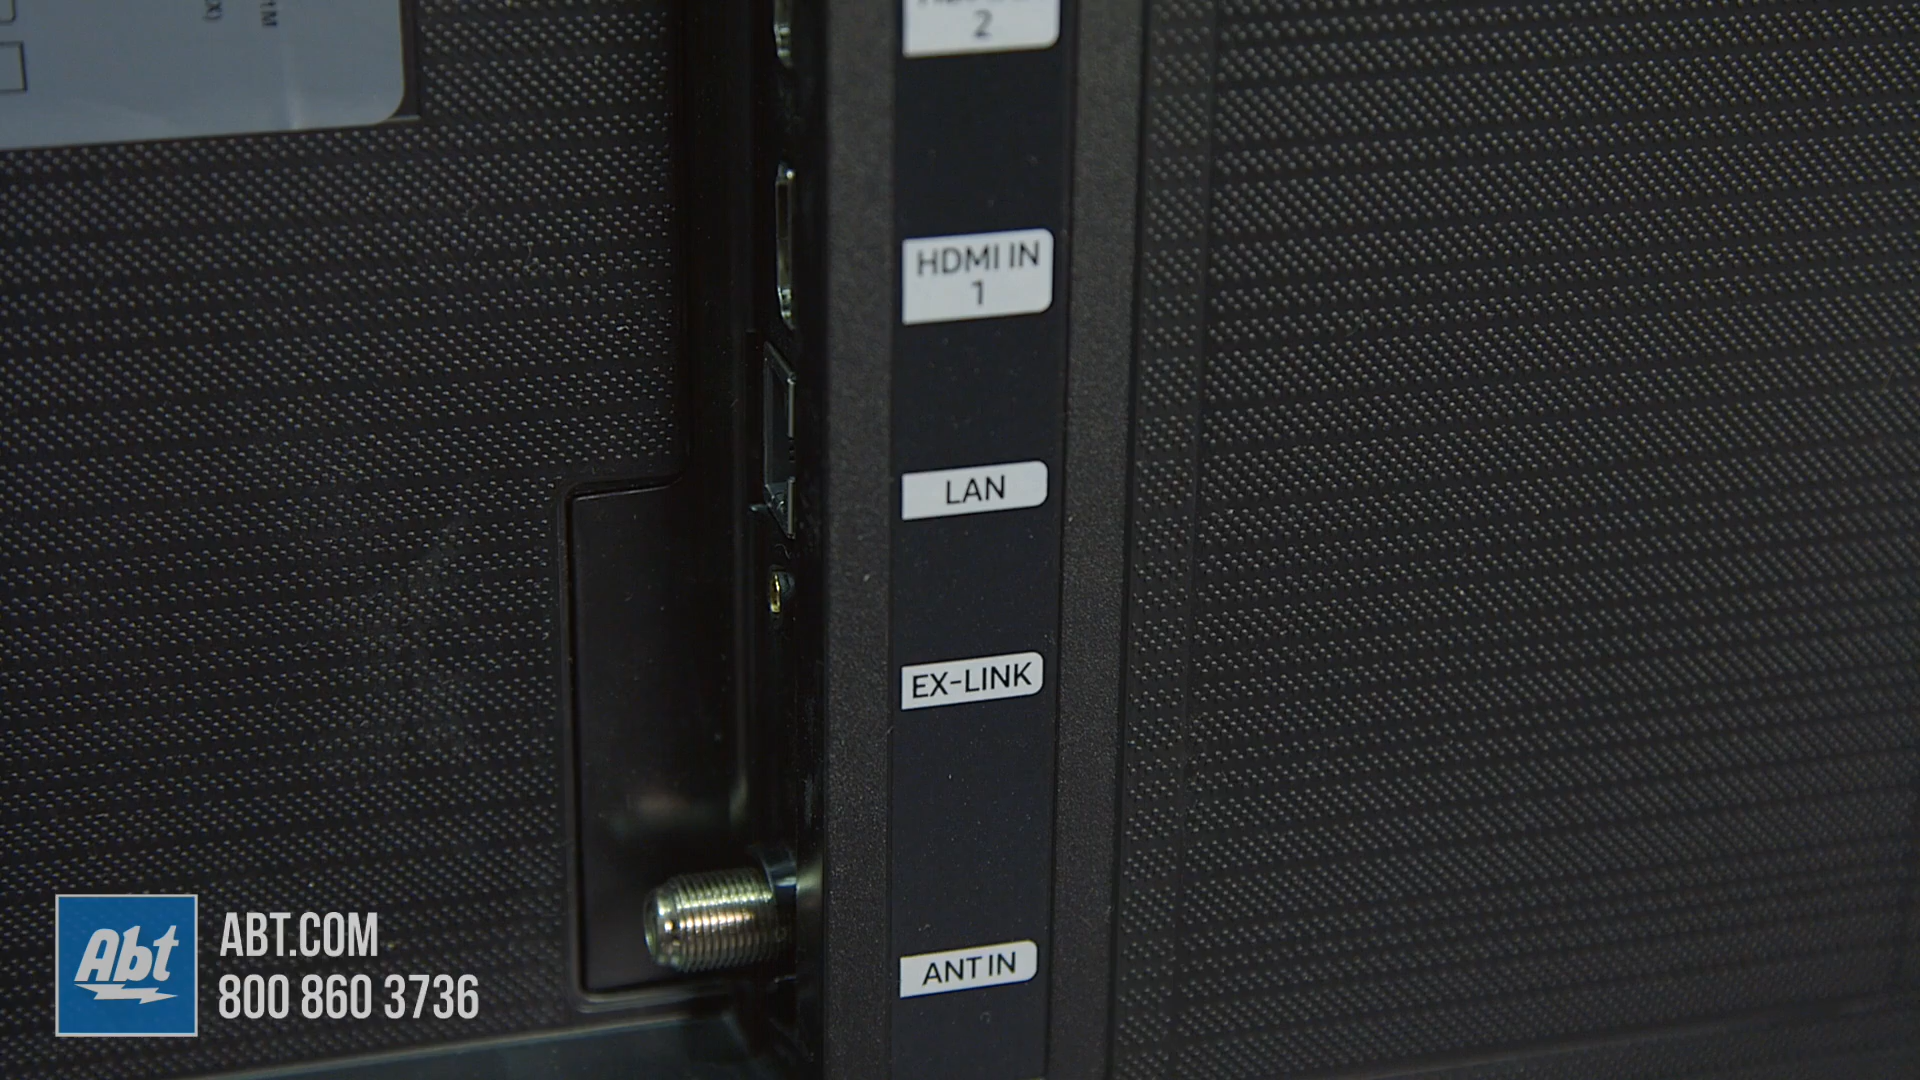 2
HDMI IN
1
LAN
EX-LINK
ANT IN
Abt
ABT.COM
800 860 3736